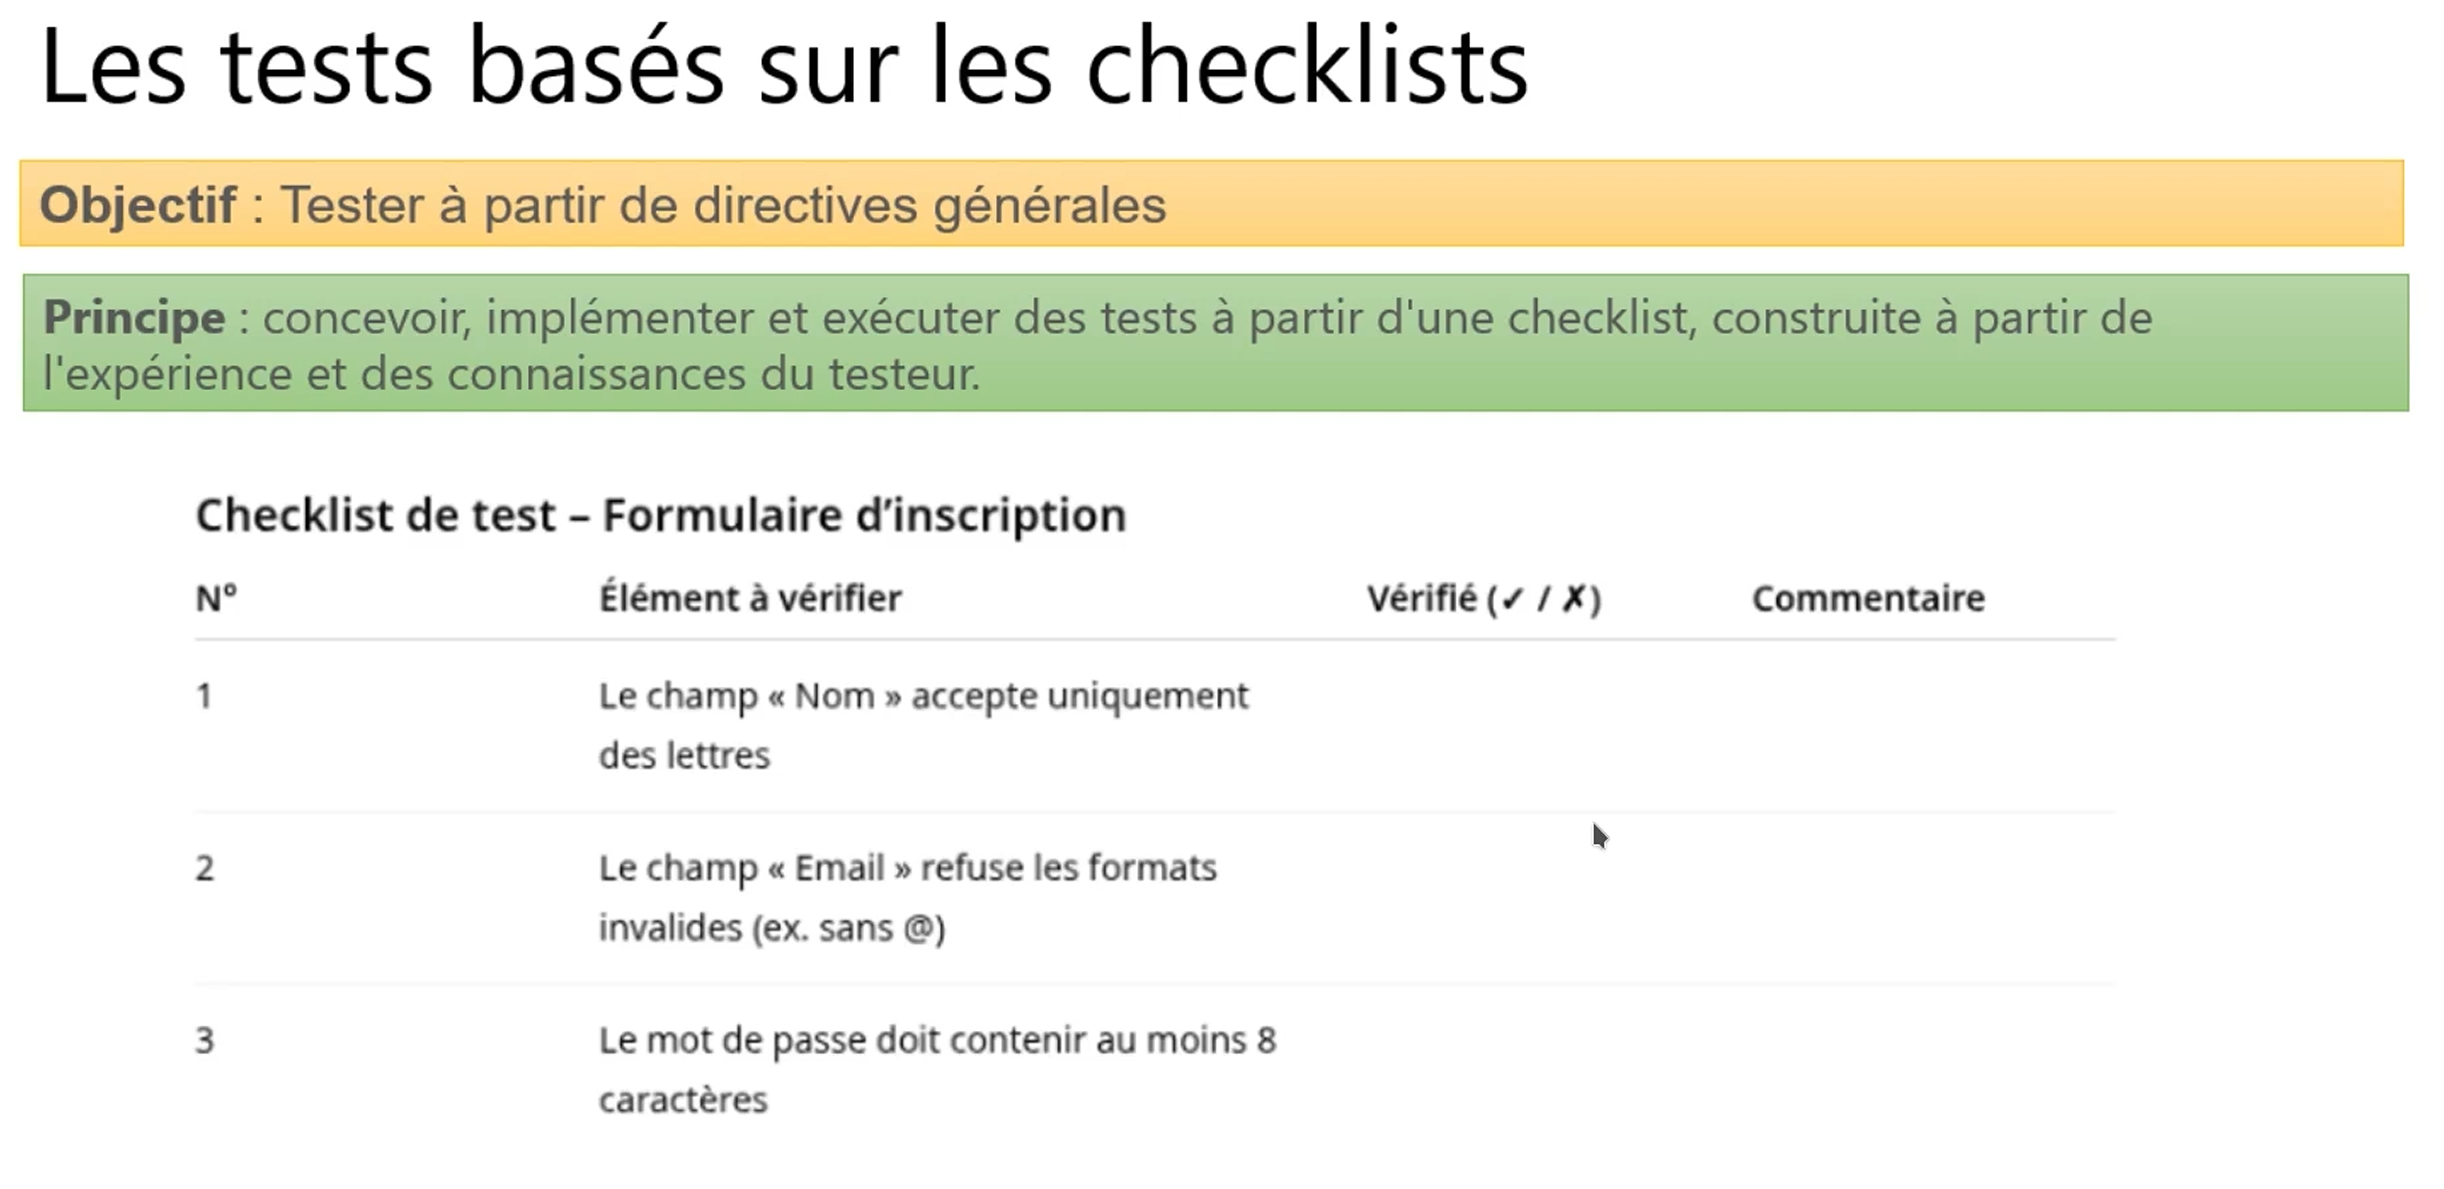 Les tests basés sur les checklists
Objectif : Tester à partir de directives générales
Principe : concevoir, implémenter et exécuter des tests à partir d'une checklist, construite à partir de
l'expérience et des connaissances du testeur.
Checklist de test – Formulaire d’inscription
N° Élément à vérifier Vérifié (✓ / ✗) Commentaire
1 Le champ « Nom » accepte uniquement
des lettres
2 Le champ « Email » refuse les formats
invalides (ex. sans @)
3 Le mot de passe doit contenir au moins 8
caractères